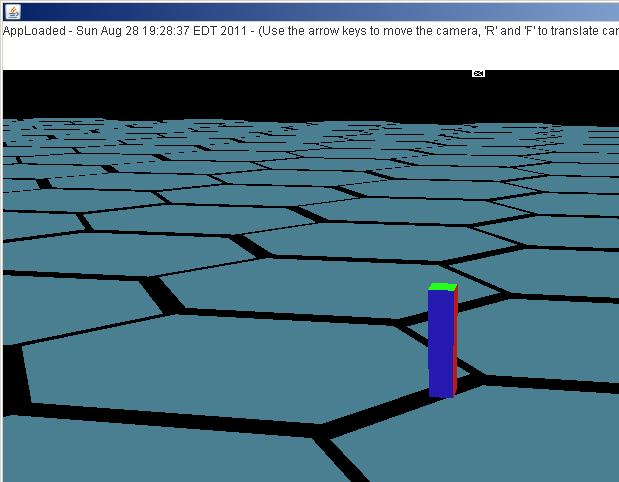 AppLoaded - Sun Aug 28 19:28:37 EDT 2011 - (Use the arrow keys to move the camera, 'R' and 'F' to translate